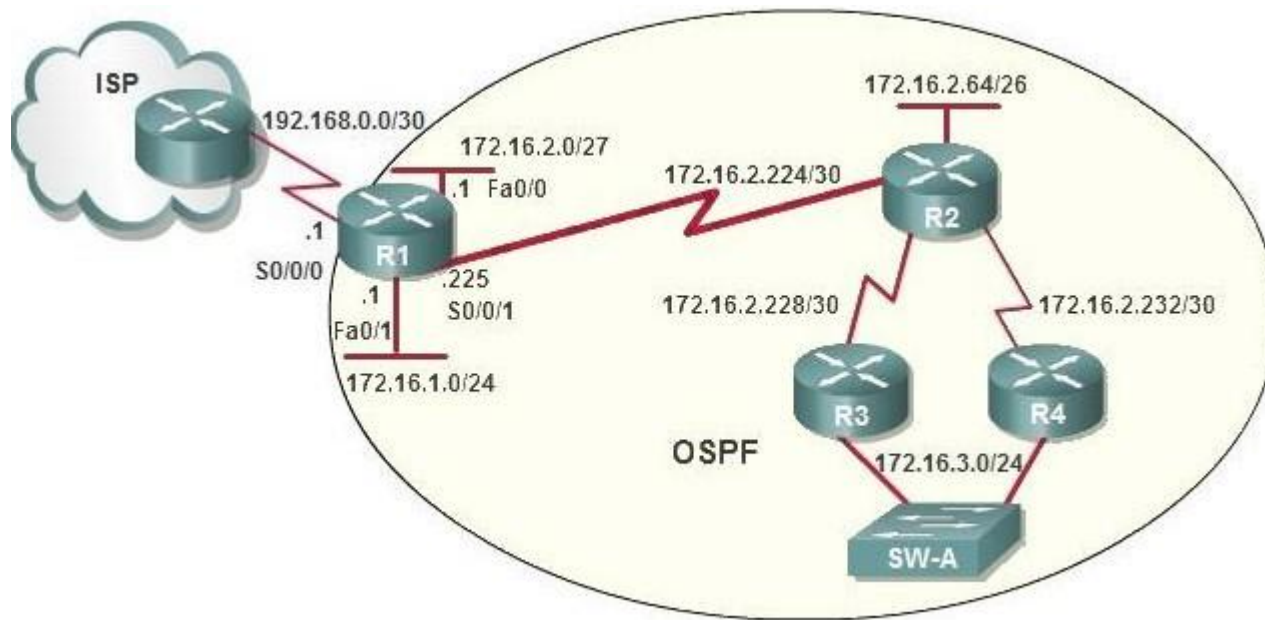 ISP
192.168.0.0/30
172.16.2.0/27
.1 Fa0/0
.1
S0/0/0
R1
.225
S0/0/1
.1
Fa0/1
172.16.1.0/24
172.16.2.224/30
172.16.2.64/26
R2
172.16.2.228/30
172.16.2.232/30
R3
R4
172.16.3.0/24
OSPF
SW-A